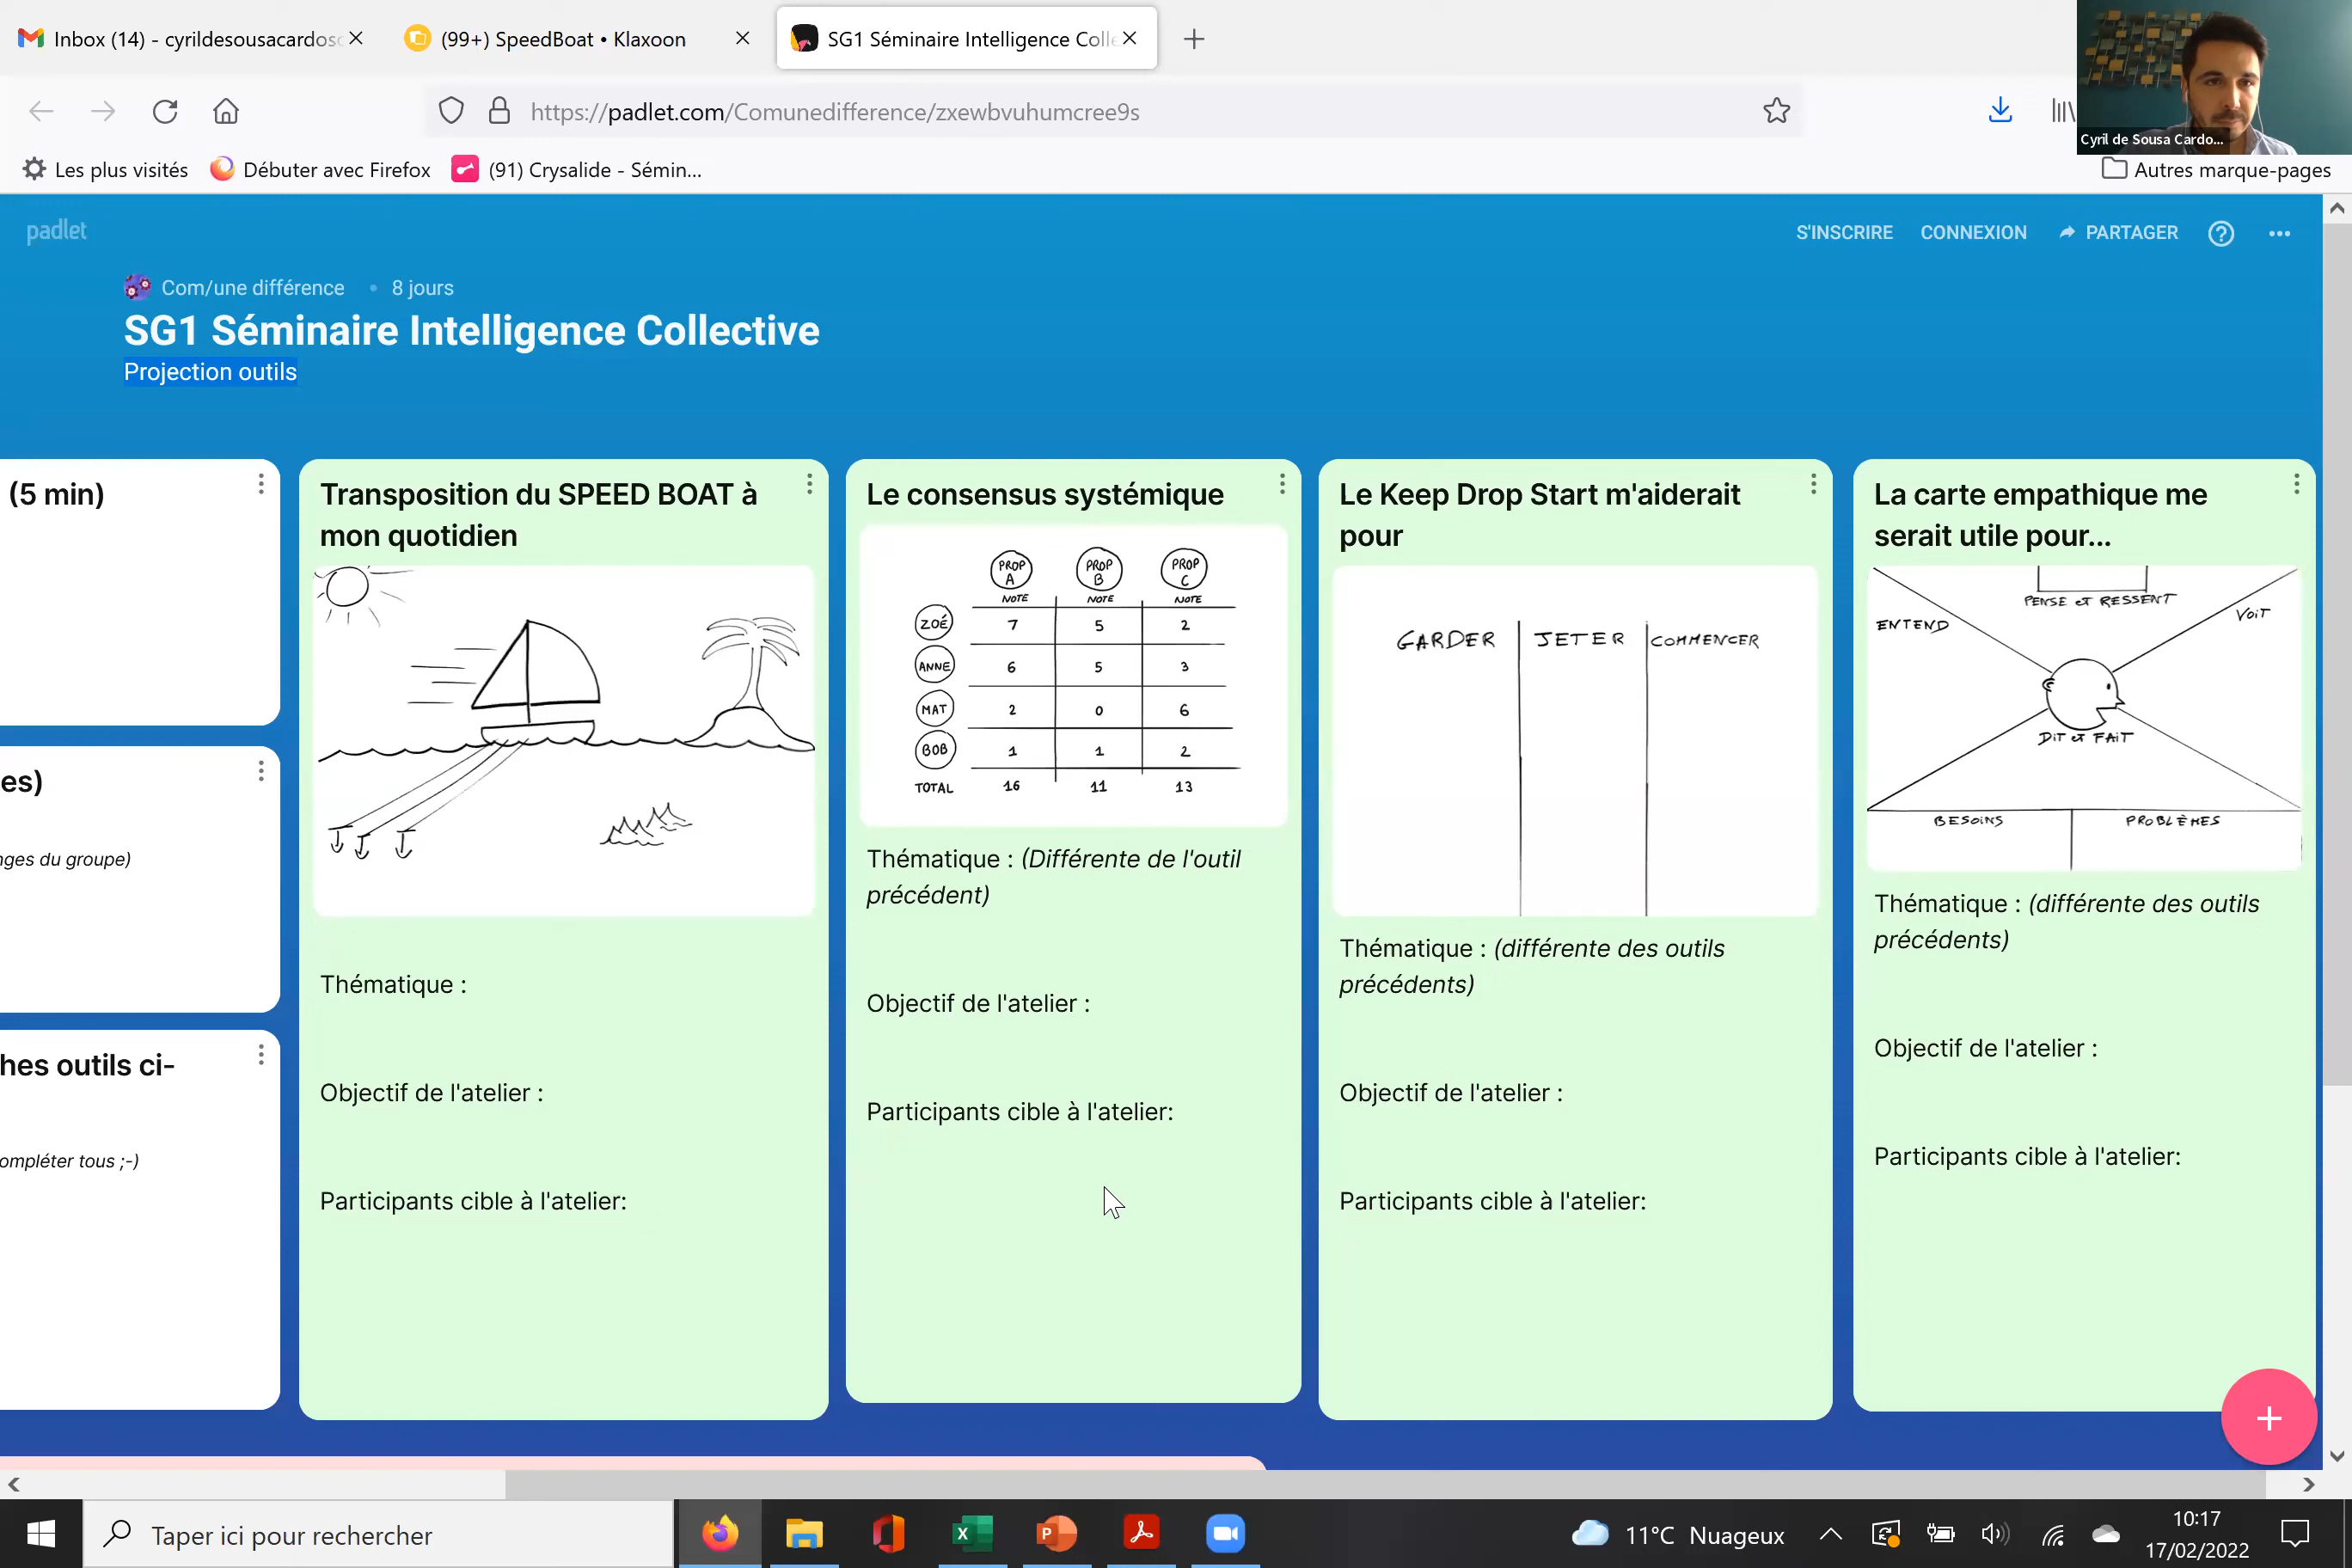 Inbox (14) - cyrildesousacardos
(99+) SpeedBoat • Klaxoon
SG1 Séminaire Intelligence Coll
https://padlet.com/Comunedifference/zxewbvuhumcree9s
Cyril de Sousa Cardo...
Les plus visités
Débuter avec Firefox
(91) Crysalide - Sémin...
Autres marque-pages
padlet
S'INSCRIRE
CONNEXION
PARTAGER
Com/une différence • 8 jours
SG1 Séminaire Intelligence Collective
Projection outils
(5 min)
es)
nges du groupe)
hes outils ci-
ompléter tous ;-)
Transposition du SPEED BOAT à
mon quotidien
Thématique :
Objectif de l'atelier :
Participants cible à l'atelier:
Le consensus systémique
PROP A PROP B PROP C
NOTE NOTE NOTE
ZOÉ 7 5 2
ANNE 6 5 3
MAT 2 0 6
BOB 1 1 2
TOTAL 16 11 13
Thématique : (Différente de l'outil
précédent)
Objectif de l'atelier :
Participants cible à l'atelier:
Le Keep Drop Start m'aiderait
pour
GARDER JETER COMMENCER
Thématique : (différente des outils
précédents)
Objectif de l'atelier :
Participants cible à l'atelier:
La carte empathique me
serait utile pour...
PENSE et RESSENT
ENTEND
VOIT
DIT et FAIT
BESOINS
PROBLÈMES
Thématique : (différente des outils
précédents)
Objectif de l'atelier :
Participants cible à l'atelier:
Taper ici pour rechercher
11°C Nuageux
10:17
17/02/2022